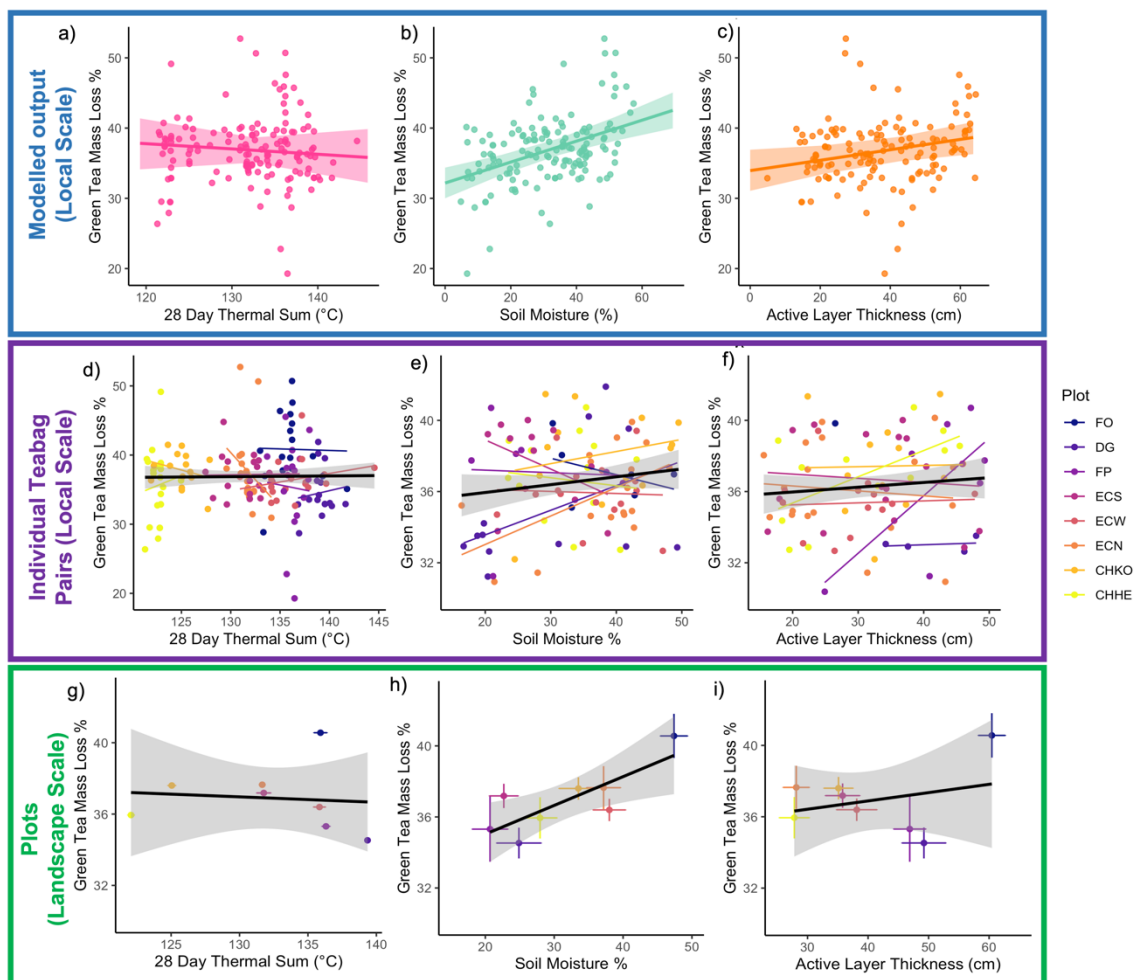 Modelled output
(Local Scale)
a)
Green Tea Mass Loss %
50
40
30
20
120
130
140
28 Day Thermal Sum (°C)
b)
Green Tea Mass Loss %
50
40
30
20
0
20
40
60
Soil Moisture (%)
c)
Green Tea Mass Loss %
50
40
30
20
0
20
40
60
Active Layer Thickness (cm)
Individual Teabag
Pairs (Local Scale)
d)
Green Tea Mass Loss %
50
40
30
20
125
130
135
140
145
28 Day Thermal Sum (°C)
e)
Green Tea Mass Loss %
40
36
32
20
30
40
50
Soil Moisture %
f)
Green Tea Mass Loss %
40
36
32
20
30
40
50
Active Layer Thickness (cm)
Plot
FO
DG
FP
ECS
ECW
ECN
CHKO
CHHE
Plots
(Landscape Scale)
g)
Green Tea Mass Loss %
40
36
32
125
130
135
140
28 Day Thermal Sum (°C)
h)
Green Tea Mass Loss %
40
36
32
20
30
40
50
Soil Moisture %
i)
Green Tea Mass Loss %
40
36
32
30
40
50
60
Active Layer Thickness (cm)